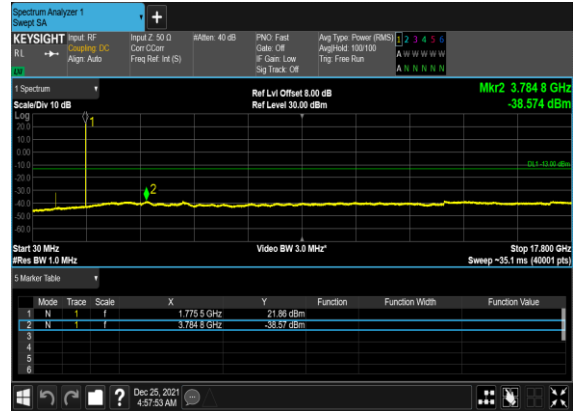 Spectrum Analyzer 1
Swept SA
+
KEYSIGHT Input: RF Input Z: 50 Ω #Atten: 40 dB PNO: Fast Avg Type: Power (RMS) 1 2 3 4 5 6
RL Coupling: DC Corr CCorr Gate: Off Avg|Hold: 100/100 A W W W W W
Align: Auto Freq Ref: Int (S) IF Gain: Low Trig: Free Run
Sig Track: Off A N N N N N
LM
1 Spectrum Ref Lvl Offset 8.00 dB Mkr2 3.784 8 GHz
Scale/Div 10 dB Ref Level 30.00 dBm -38.574 dBm
Log
1
20.0
10.0
0.00
-10.0
DL1 -13.00 dBm
-20.0
-30.0
2
-40.0
-50.0
-60.0
Start 30 MHz Video BW 3.0 MHz* Stop 17.800 GHz
#Res BW 1.0 MHz Sweep ~35.1 ms (40001 pts)
5 Marker Table
Mode Trace Scale X Y Function Function Width Function Value
1 N 1 f 1.775 5 GHz 21.86 dBm
2 N 1 f 3.784 8 GHz -38.57 dBm
3
4
5
6
? Dec 25, 2021
4:57:53 AM